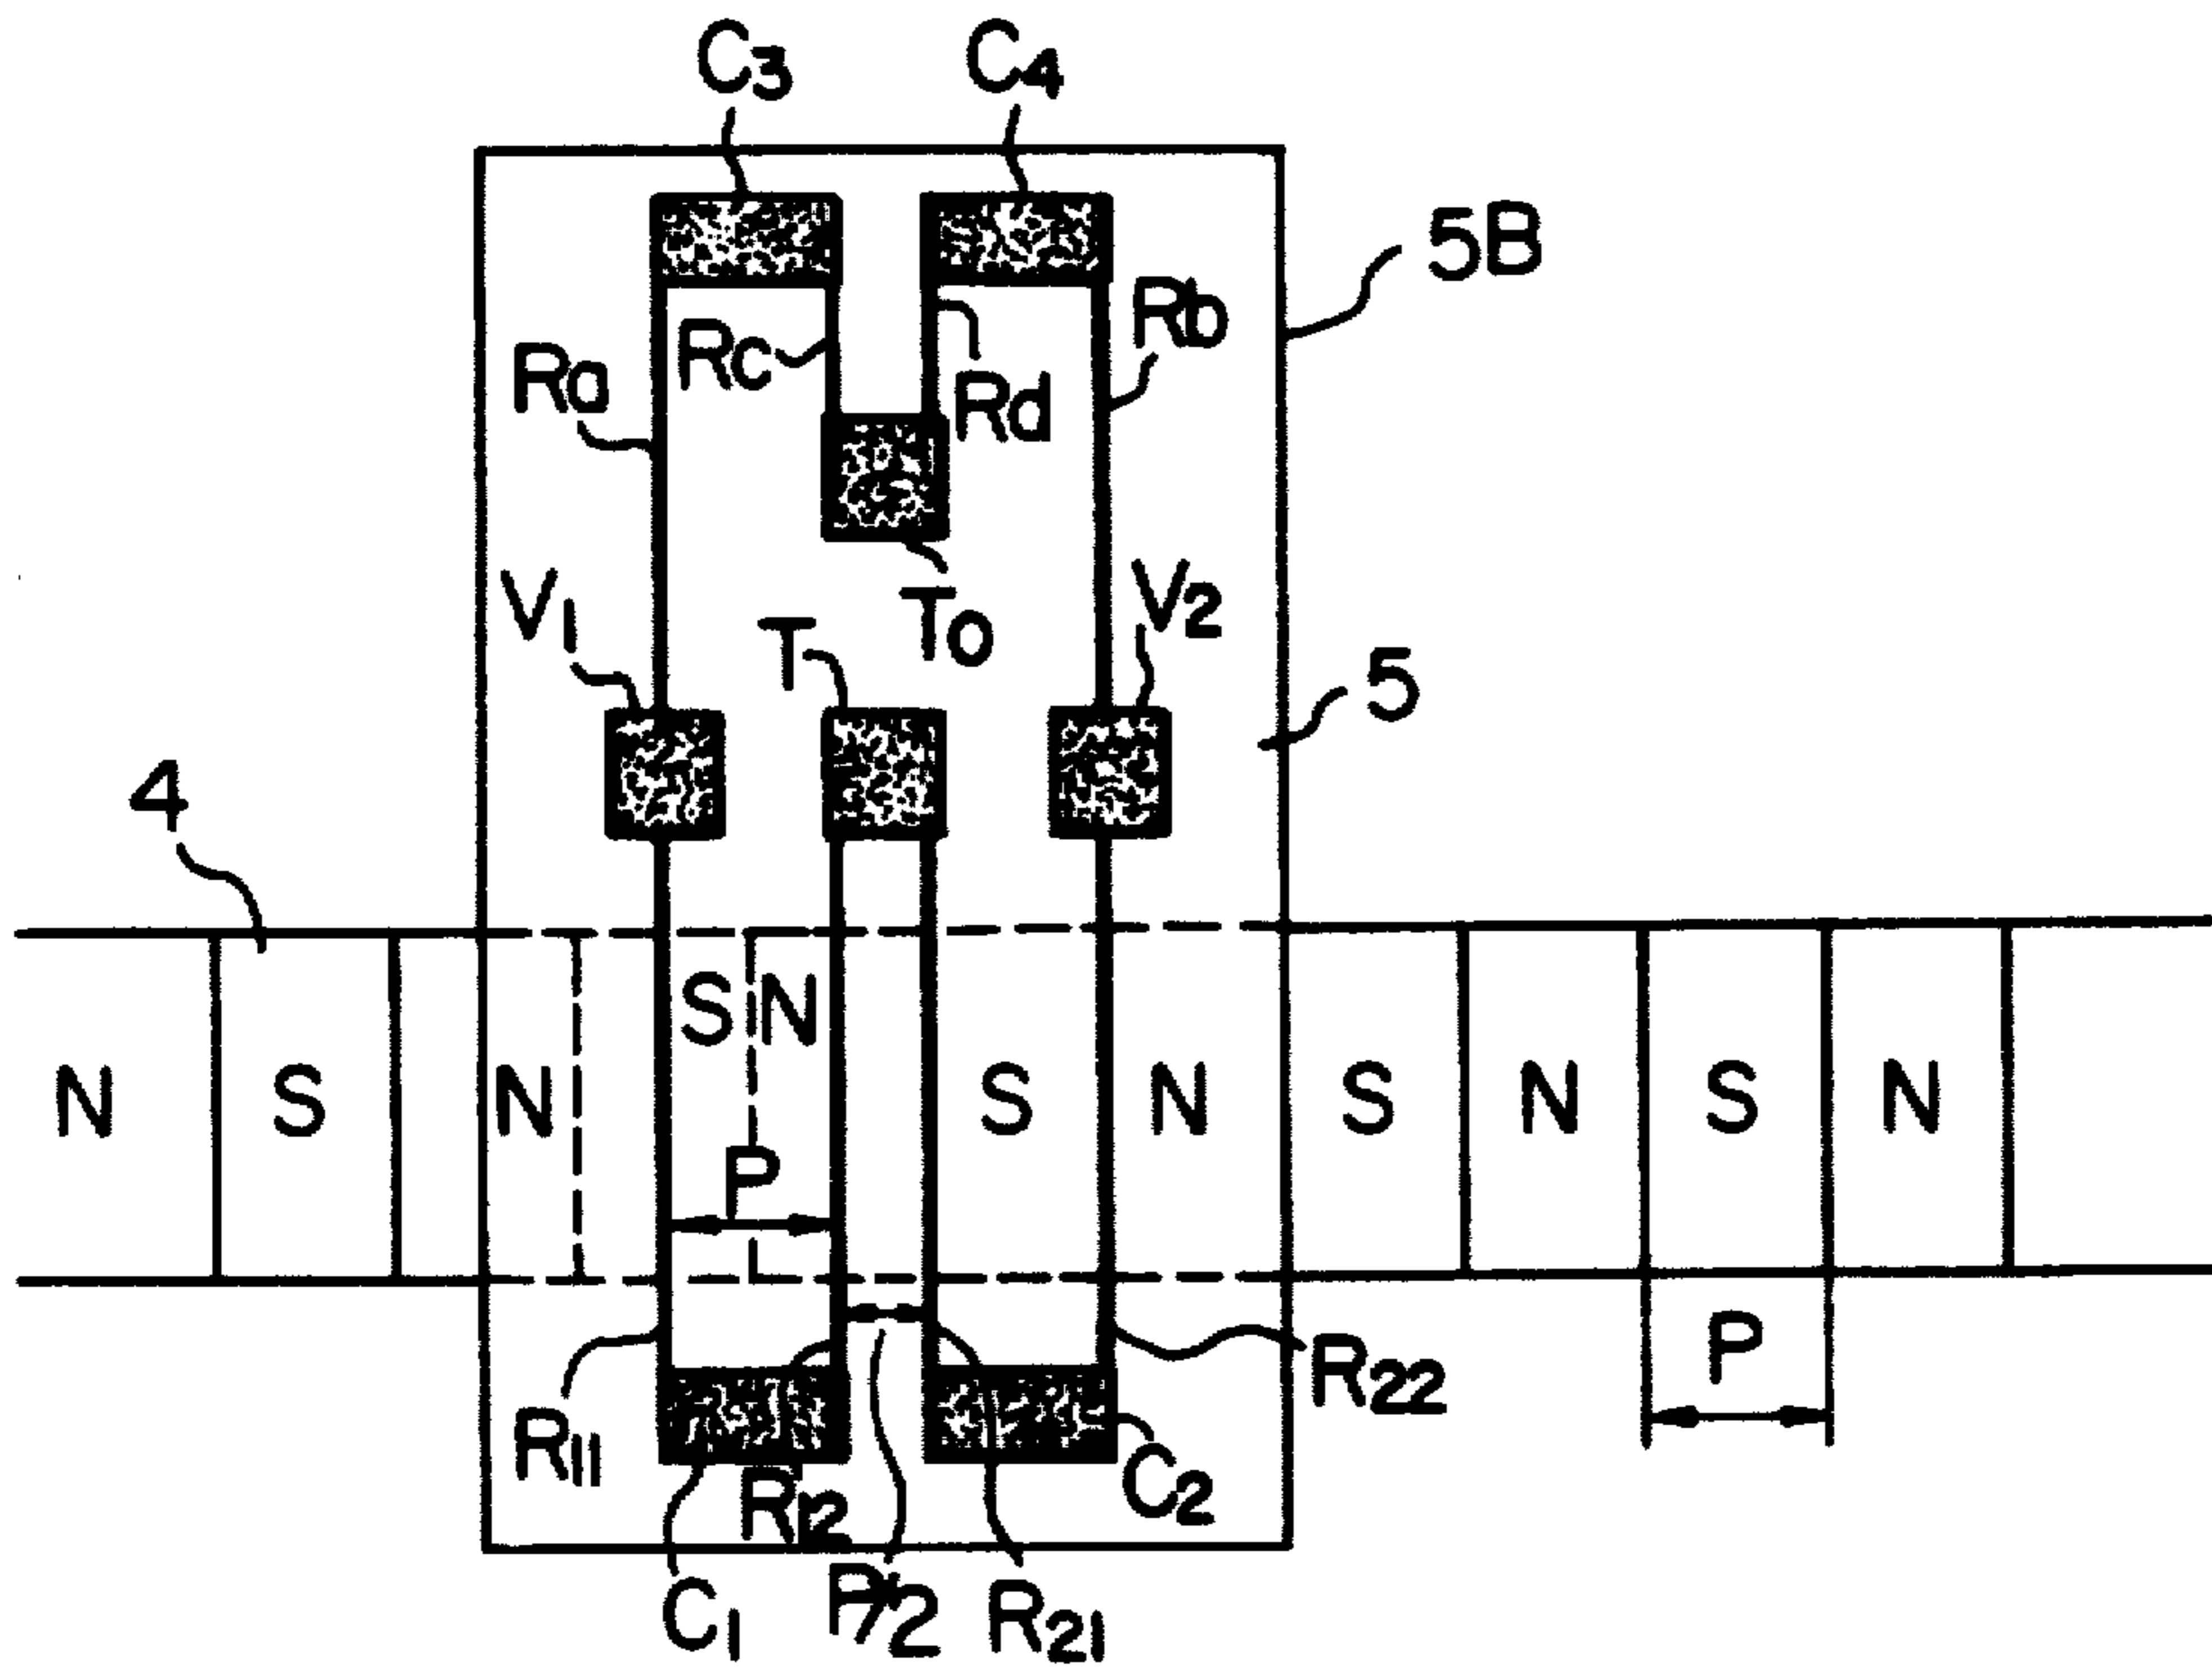 C3 C4
5B
Ra Rc Rd Rb
V1 T To V2
5
4
S N
N S N S N S N S N
P
R11 R12 R22
P
C1 P/2 R21 C2